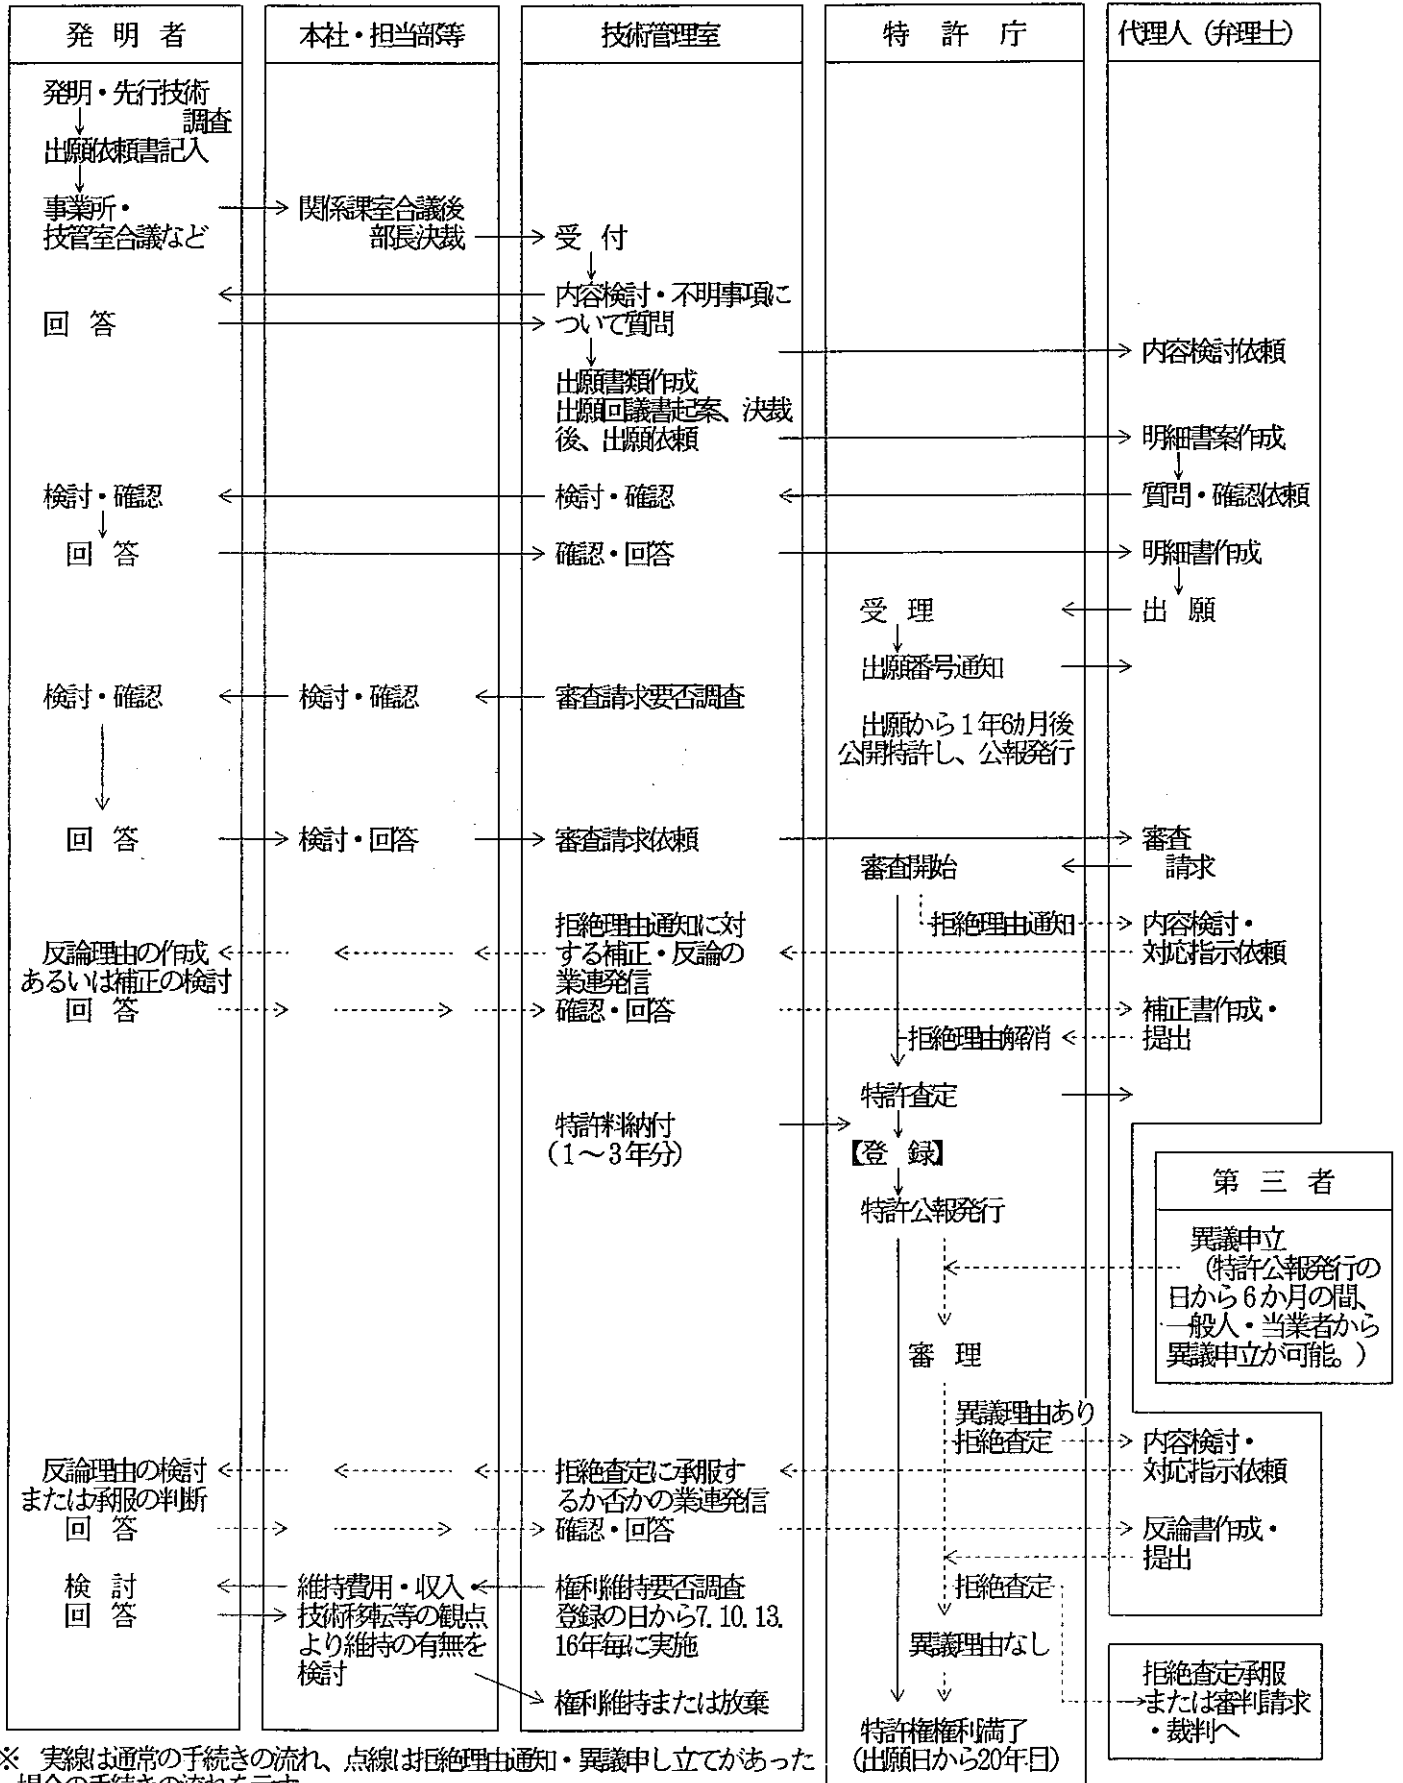 発明者
本社・担当部等
技術管理室
特許庁
代理人（弁理士）
発明・先行技術
調査
出願依頼書記入
事業所・
技管室合議など
関係課室合議後
部長決裁
受付
内容検討・不明事項に
ついて質問
回答
内容検討依頼
出願書類作成
出願回議書起案、決裁
後、出願依頼
明細書案作成
検討・確認
検討・確認
質問・確認依頼
回答
確認・回答
明細書作成
受理
出願
出願番号通知
検討・確認
検討・確認
審査請求要否調査
出願から1年6ヵ月後
公開特許し、公報発行
回答
検討・回答
審査請求依頼
審査
請求
審査開始
拒絶理由通知
内容検討・
対応指示依頼
拒絶理由通知に対
する補正・反論の
業連発信
反論理由の作成
あるいは補正の検討
回答
確認・回答
補正書作成・
提出
拒絶理由解消
特許査定
特許料納付
（1～3年分）
【登録】
特許公報発行
第三者
異議申立
（特許公報発行の
日から6か月の間、
一般人・当業者から
異議申立が可能。）
審理
異議理由あり
拒絶査定
内容検討・
対応指示依頼
反論理由の検討
または承服の判断
拒絶査定に承服す
るか否かの業連発信
回答
確認・回答
反論書作成・
提出
検討
回答
維持費用・収入・
技術移転等の観点
より維持の有無を
検討
権利維持要否調査
登録の日から7.10.13.
16年毎に実施
拒絶査定
異議理由なし
権利維持または放棄
拒絶査定承服
または審判請求
・裁判へ
特許権権利満了
（出願日から20年目）
※ 実線は通常の手続きの流れ、点線は拒絶理由通知・異議申し立てがあった
場合の手続きの流れを示す